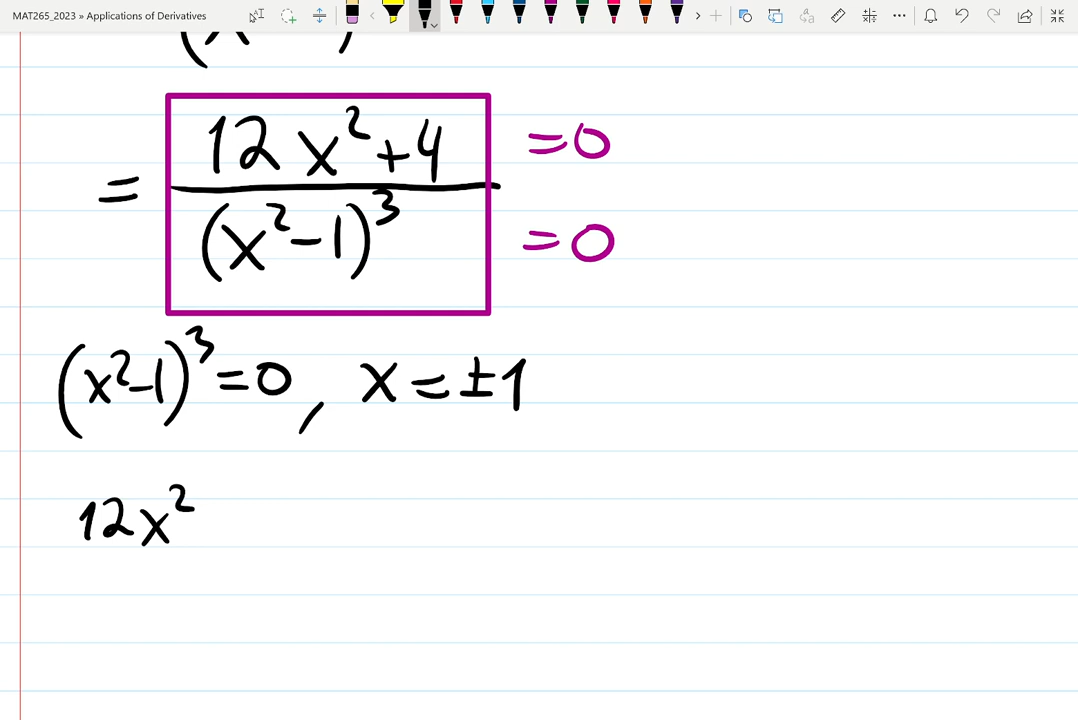 MAT265_2023 » Applications of Derivatives
= (12x²+4)/(x²-1)³ =0 =0
(x²-1)³=0, x=±1
12x²